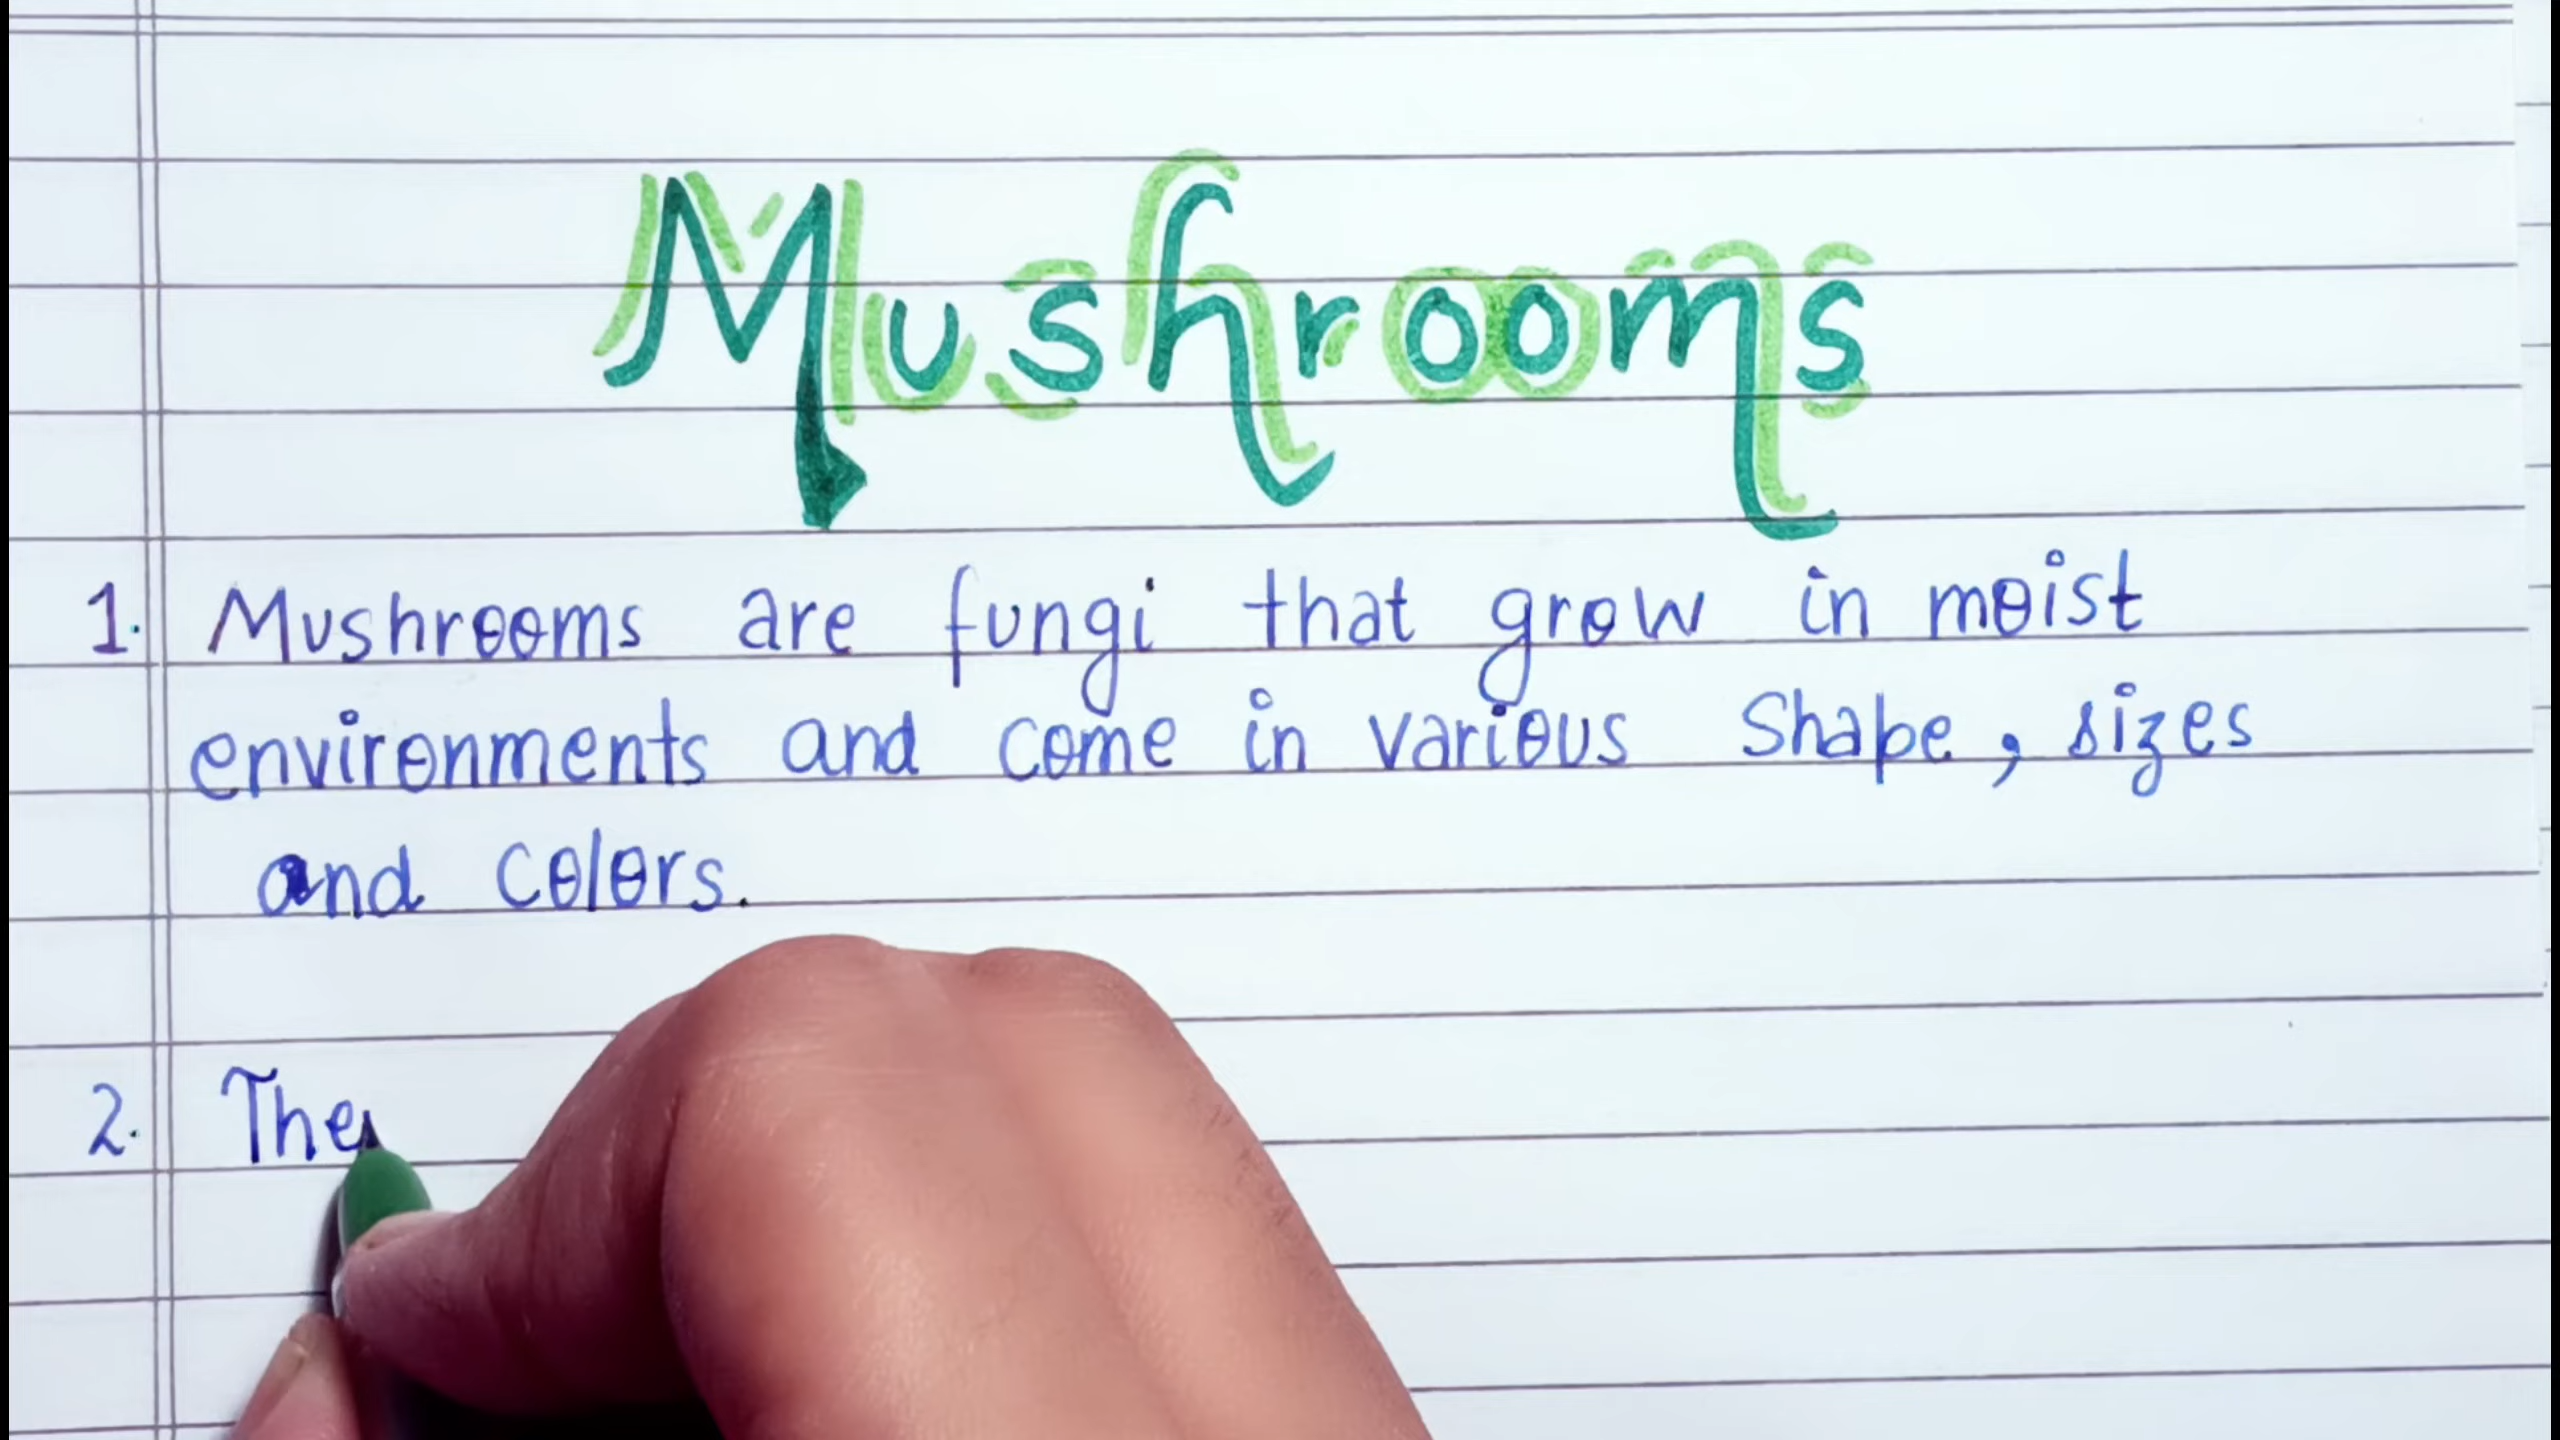 Mushrooms
1. Mushrooms are fungi that grow in moist
environments and come in various Shape, sizes
and colors.
2. The